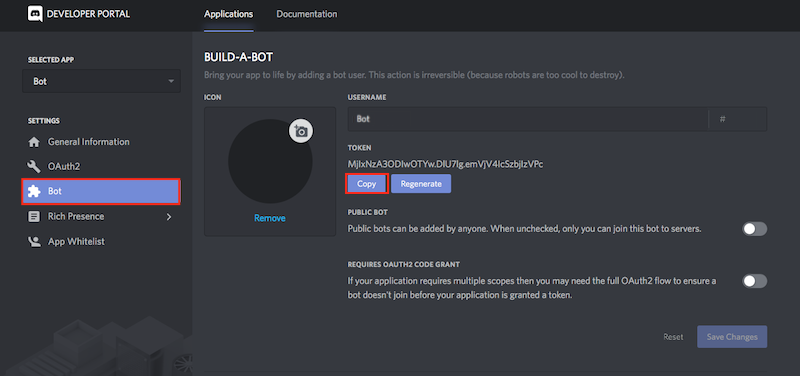 DEVELOPER PORTAL
Applications
Documentation
SELECTED APP
Bot
SETTINGS
General Information
OAuth2
Bot
Rich Presence
App Whitelist
BUILD-A-BOT
Bring your app to life by adding a bot user. This action is irreversible (because robots are too cool to destroy).
ICON
Remove
USERNAME
Bot
#
TOKEN
Copy
Regenerate
PUBLIC BOT
Public bots can be added by anyone. When unchecked, only you can join this bot to servers.
REQUIRES OAUTH2 CODE GRANT
If your application requires multiple scopes then you may need the full OAuth2 flow to ensure a
bot doesn't join before your application is granted a token.
Reset
Save Changes